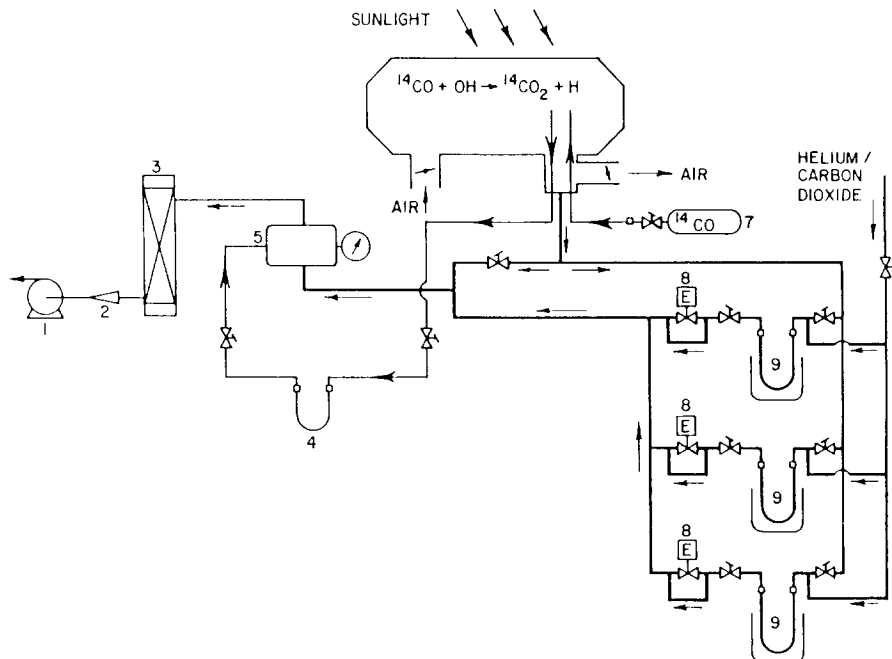 SUNLIGHT
¹⁴CO + OH → ¹⁴CO₂ + H
HELIUM /
CARBON
DIOXIDE
3
AIR
AIR
5
¹⁴CO
7
8
E
1
2
9
4
8
E
9
8
E
9